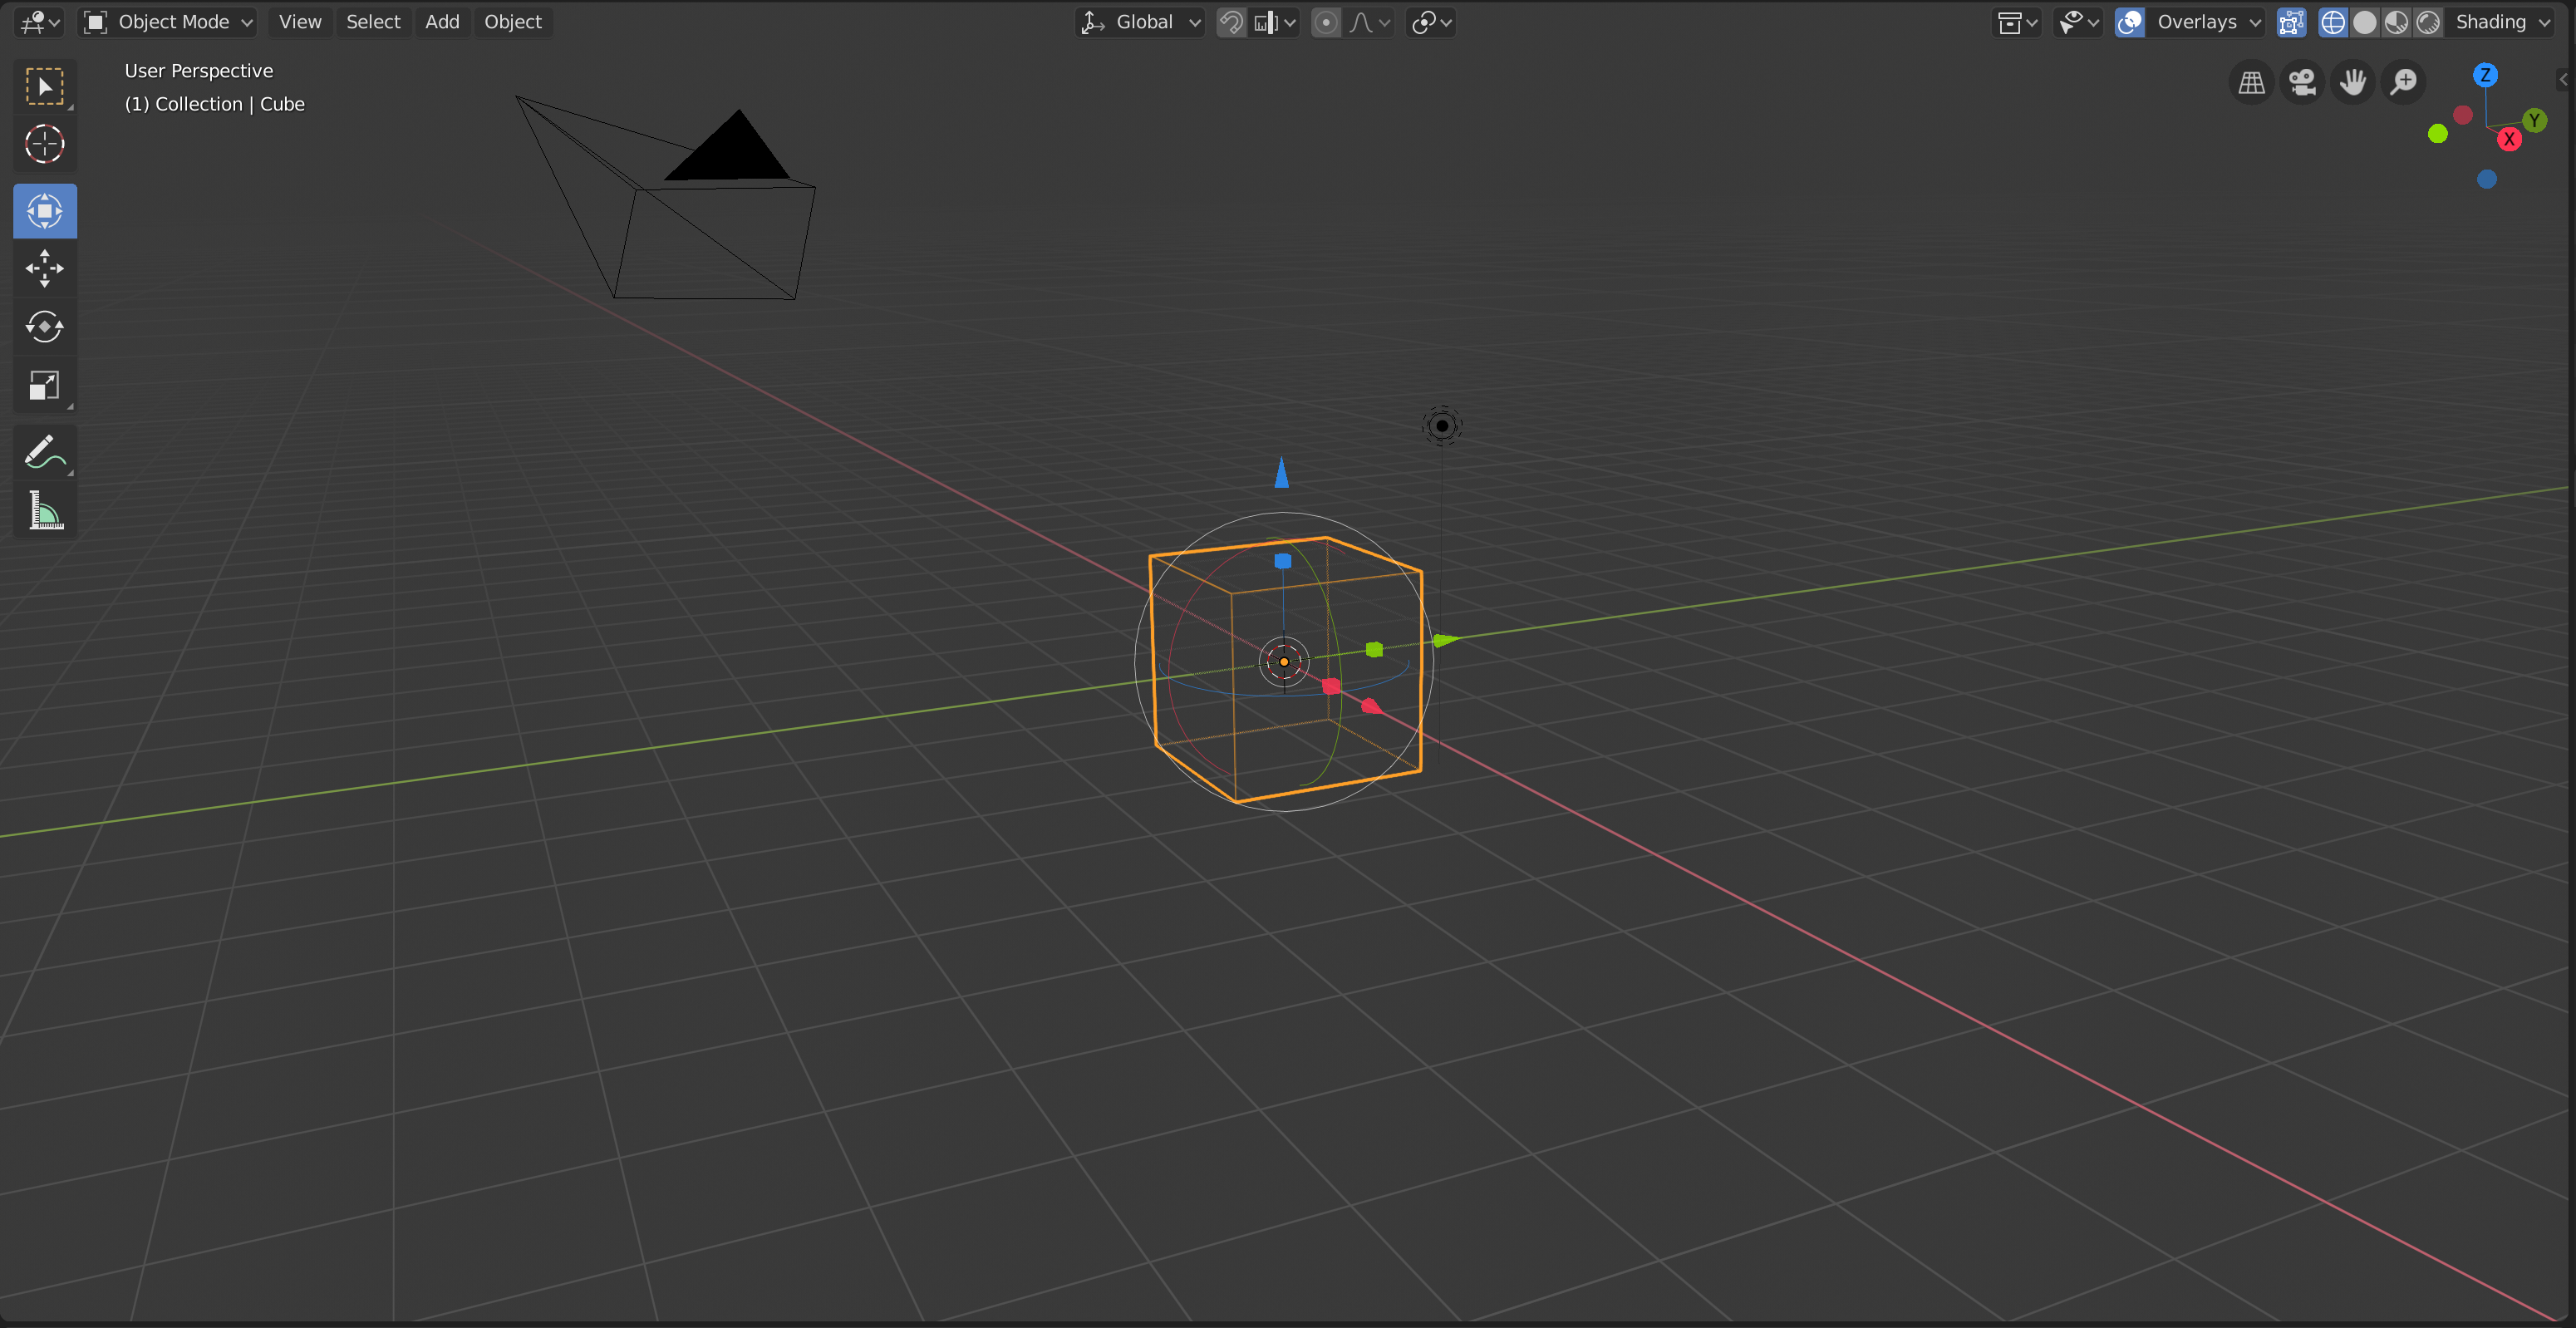 Object Mode View Select Add Object Global Overlays Shading
User Perspective
(1) Collection | Cube
Z
Y
X